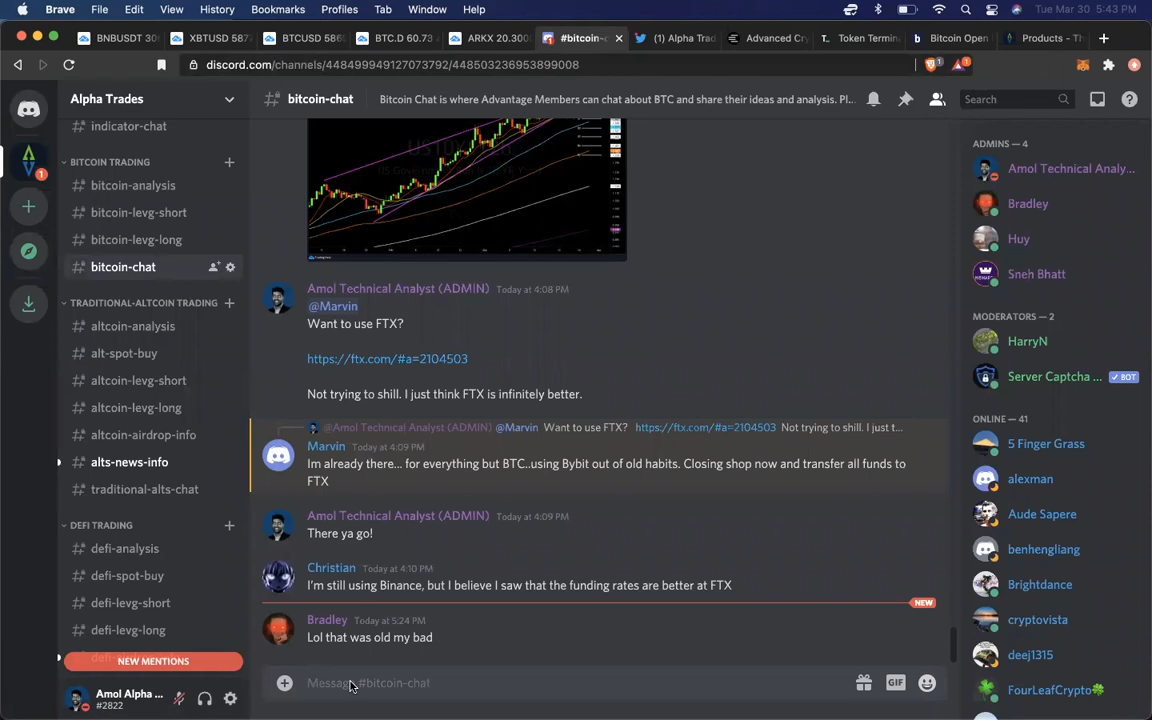 Brave File Edit View History Bookmarks Profiles Tab Window Help Tue Mar 30 5:43 PM
BNBUSDT 30 XBTUSD 587 BTCUSD 586 BTC.D 60.73 ARKX 20.300 #bitcoin- (1) Alpha Trad Advanced Cry Token Termin Bitcoin Open Products - Th
discord.com/channels/448499949127073792/448503236953899008
Alpha Trades
bitcoin-chat
Bitcoin Chat is where Advantage Members can chat about BTC and share their ideas and analysis. Pl...
Search
indicator-chat
BITCOIN TRADING
bitcoin-analysis
bitcoin-levg-short
bitcoin-levg-long
bitcoin-chat
TRADITIONAL-ALTCOIN TRADING
altcoin-analysis
alt-spot-buy
altcoin-levg-short
altcoin-levg-long
altcoin-airdrop-info
alts-news-info
traditional-alts-chat
DEFI TRADING
defi-analysis
defi-spot-buy
defi-levg-short
defi-levg-long
NEW MENTIONS
Amol Alpha ...
#2822
Amol Technical Analyst (ADMIN) Today at 4:08 PM
@Marvin
Want to use FTX?
https://ftx.com/#a=2104503
Not trying to shill. I just think FTX is infinitely better.
@Amol Technical Analyst (ADMIN) @Marvin Want to use FTX? https://ftx.com/#a=2104503 Not trying to shill. I just t...
Marvin Today at 4:09 PM
Im already there... for everything but BTC..using Bybit out of old habits. Closing shop now and transfer all funds to
FTX
Amol Technical Analyst (ADMIN) Today at 4:09 PM
There ya go!
Christian Today at 4:10 PM
I'm still using Binance, but I believe I saw that the funding rates are better at FTX
NEW
Bradley Today at 5:24 PM
Lol that was old my bad
Message #bitcoin-chat
GIF
ADMINS — 4
Amol Technical Analy...
Bradley
Huy
Sneh Bhatt
MODERATORS — 2
HarryN
Server Captcha ... ✓ BOT
ONLINE — 41
5 Finger Grass
alexman
Aude Sapere
benhengliang
Brightdance
cryptovista
deej1315
FourLeafCrypto🍀